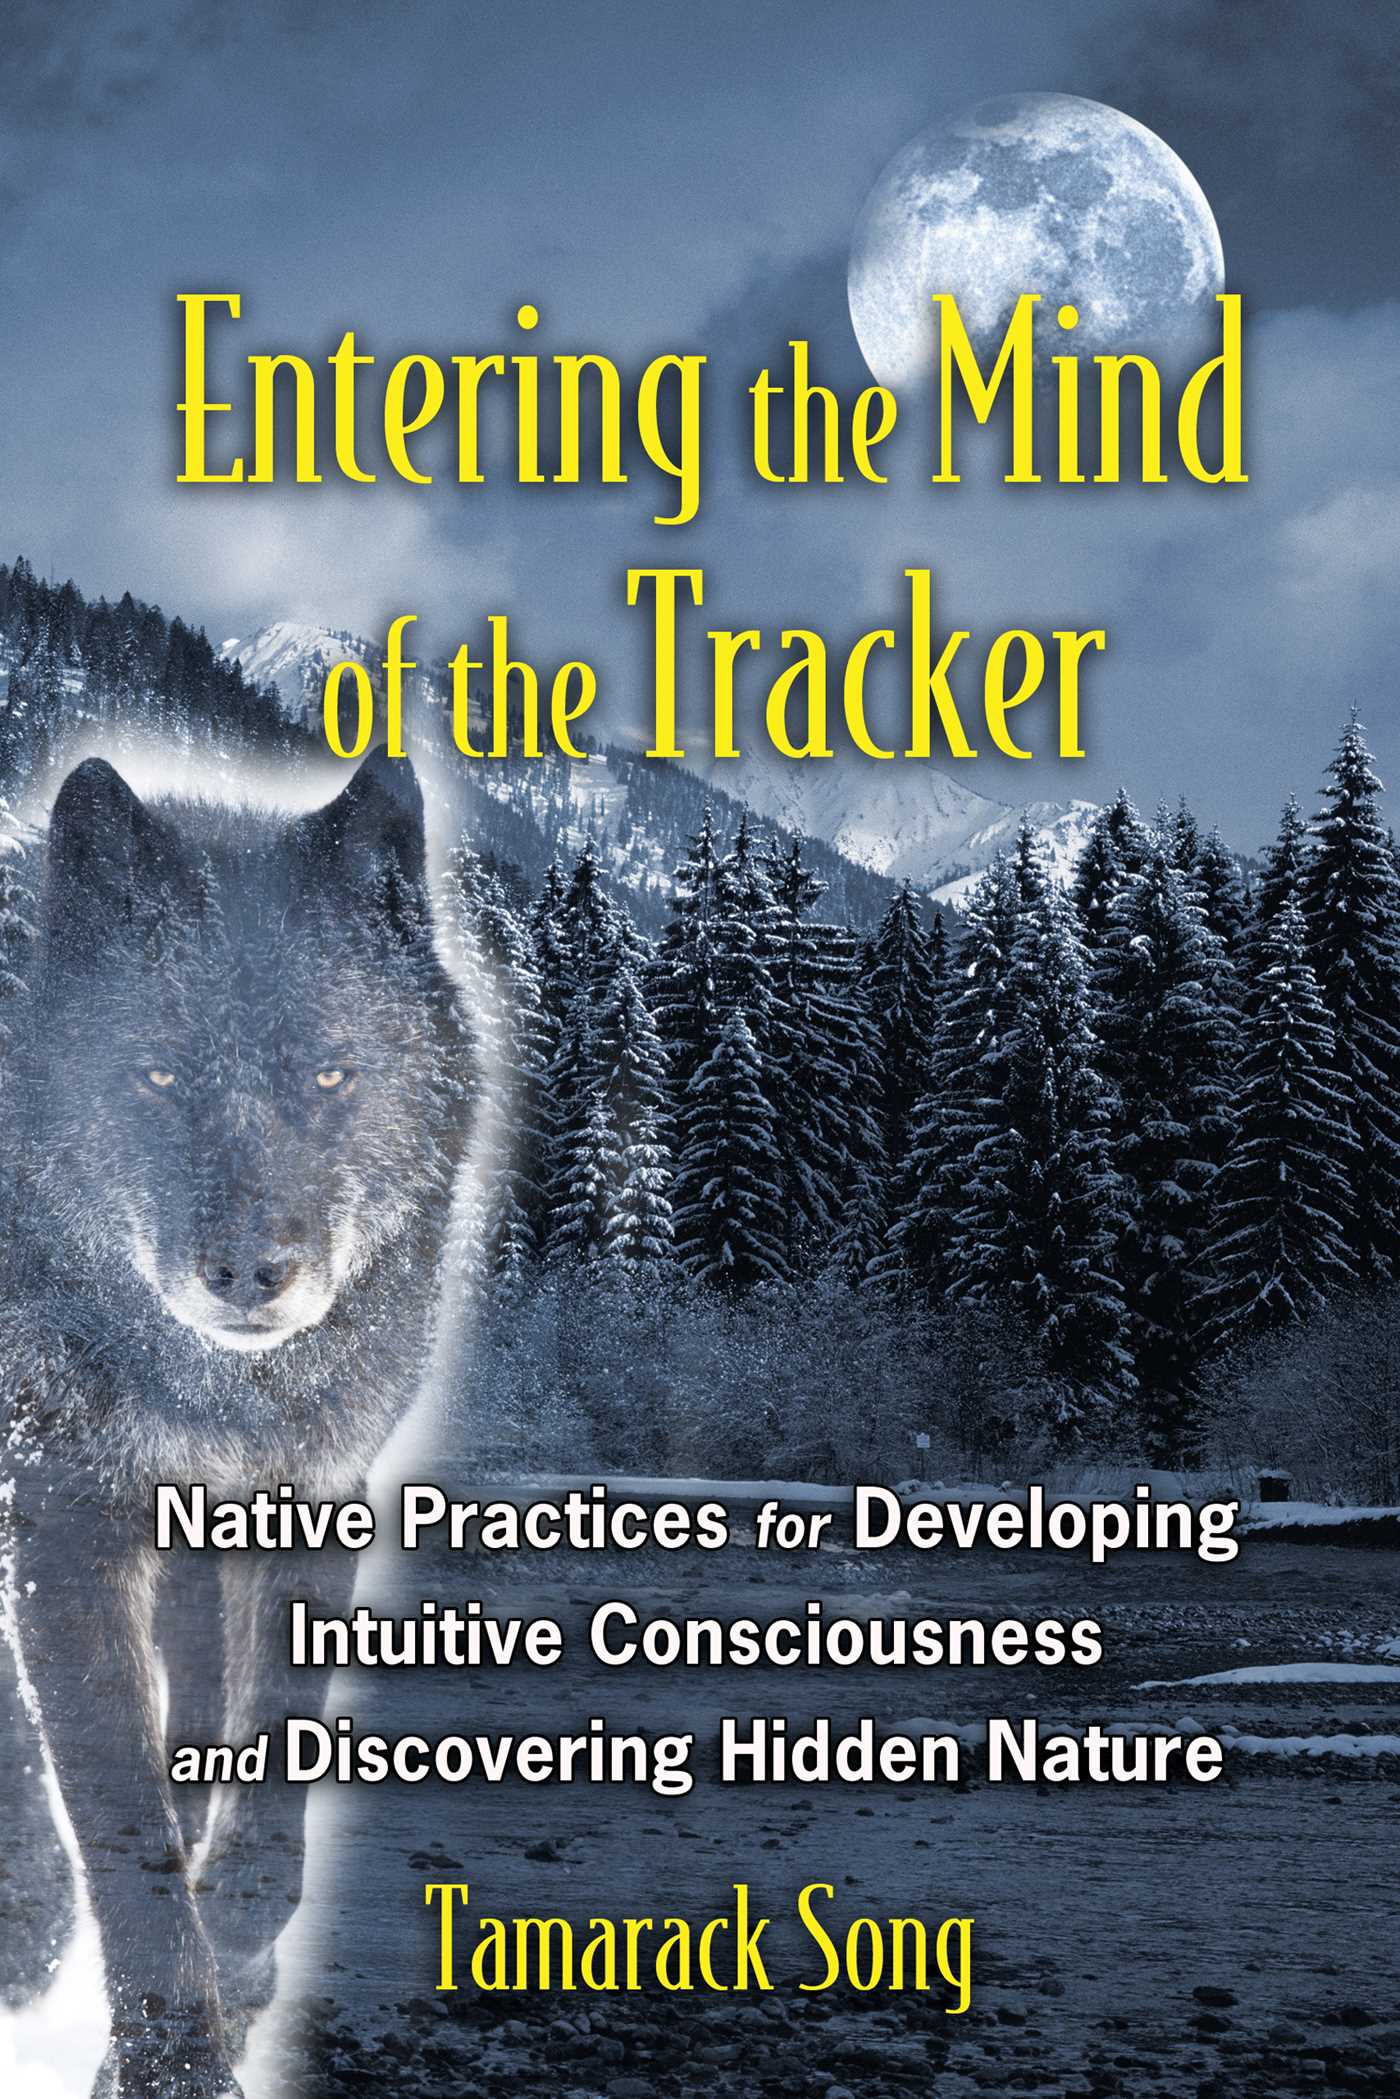 Entering the Mind
of the Tracker
Native Practices for Developing
Intuitive Consciousness
and Discovering Hidden Nature
Tamarack Song